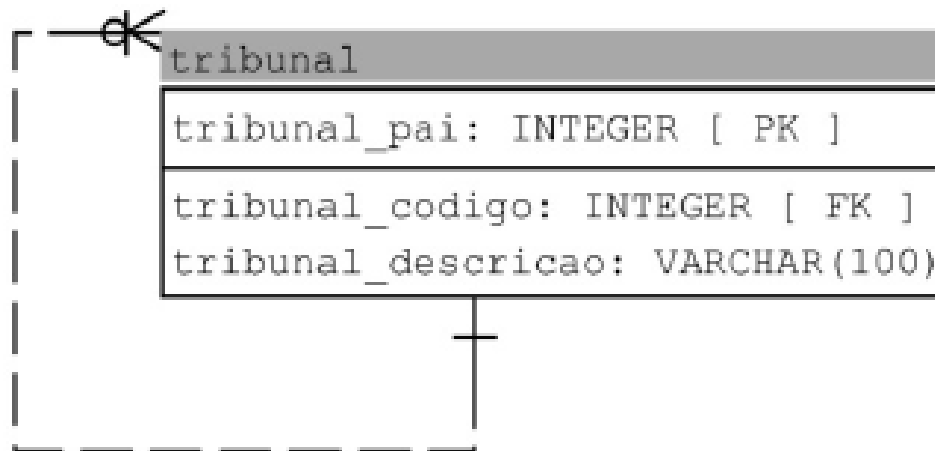 tribunal
tribunal_pai: INTEGER [ PK ]
tribunal_codigo: INTEGER [ FK ]
tribunal_descricao: VARCHAR(100)